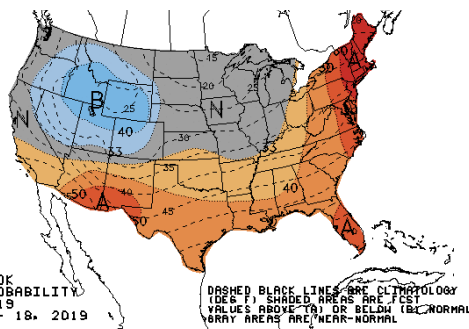 15
20
25
N
N
B
25
40
33
30
33
35
40
50
A
40
45
50
40
A
A
OK
OBABILITY
19
18, 2019
DASHED BLACK LINES ARE CLIMATOLOGY
(DEG F) SHADED AREAS ARE FCST
VALUES ABOVE (A) OR BELOW (B) NORMAL
GRAY AREAS ARE NEAR-NORMAL